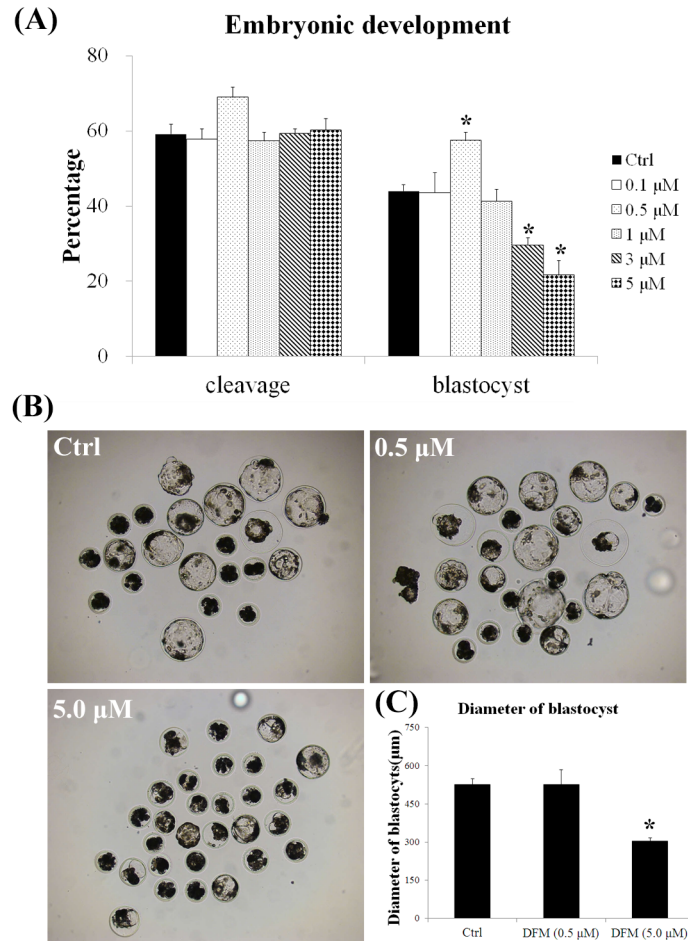 (A)
Embryonic development
80
60
40
20
0
Percentage
*
*
*
cleavage
blastocyst
Ctrl
0.1 μM
0.5 μM
1 μM
3 μM
5 μM
(B)
Ctrl
0.5 μM
5.0 μM
(C)
Diameter of blastocyst
750
600
450
300
150
0
Diameter of blastocyts(μm)
*
Ctrl
DFM (0.5 μM)
DFM (5.0 μM)